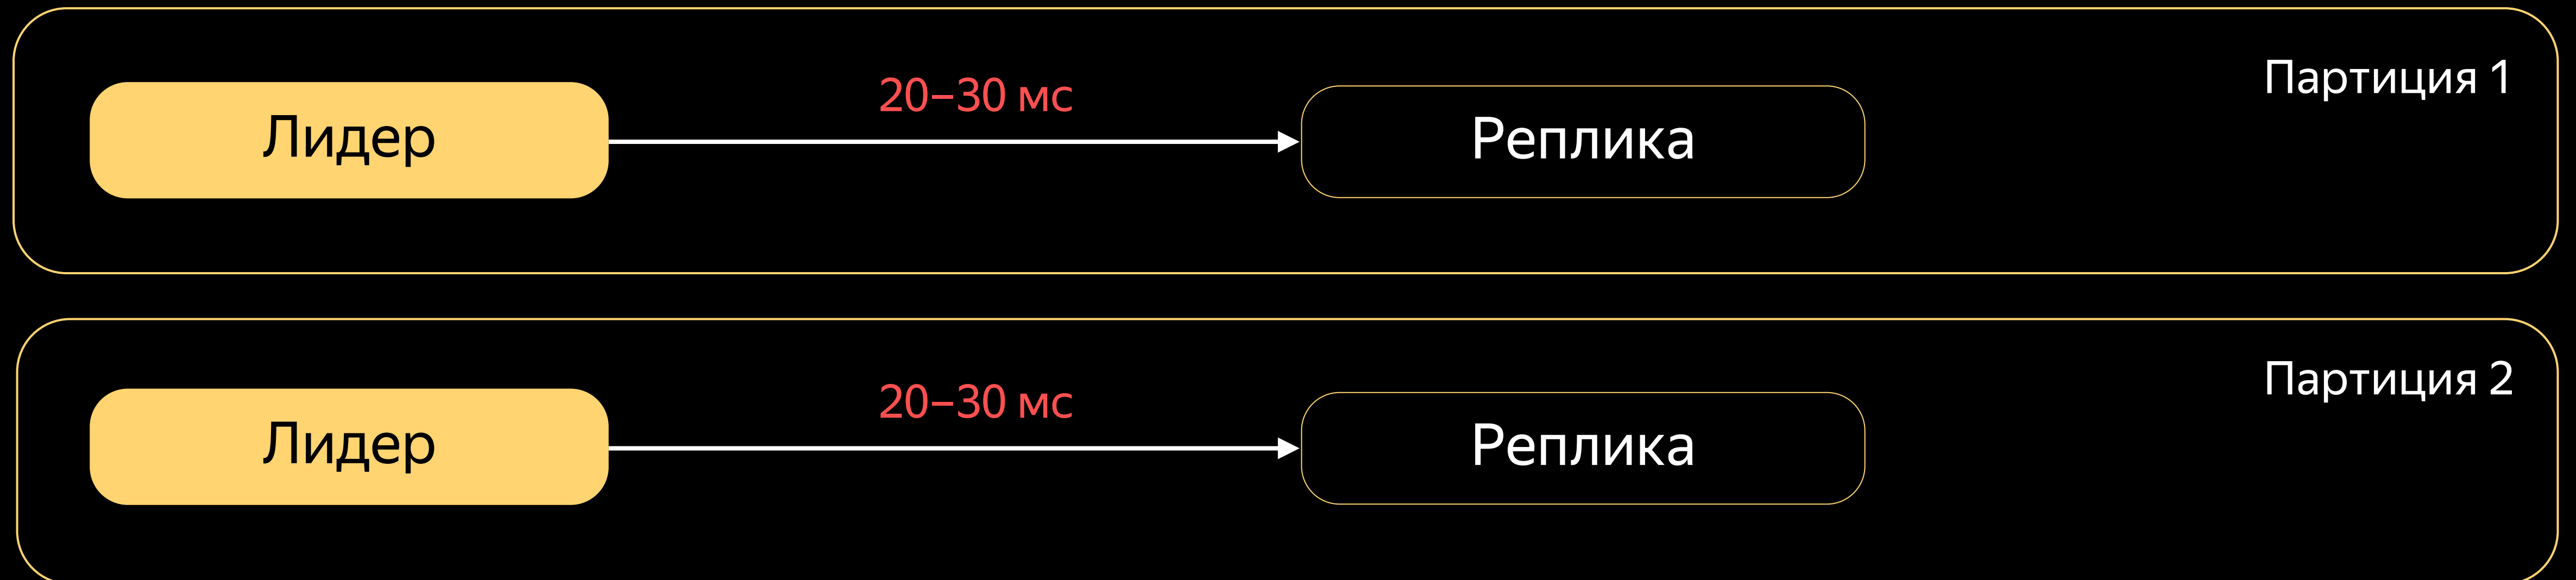 Партиция 1
Лидер
20–30 мс
Реплика
Партиция 2
Лидер
20–30 мс
Реплика